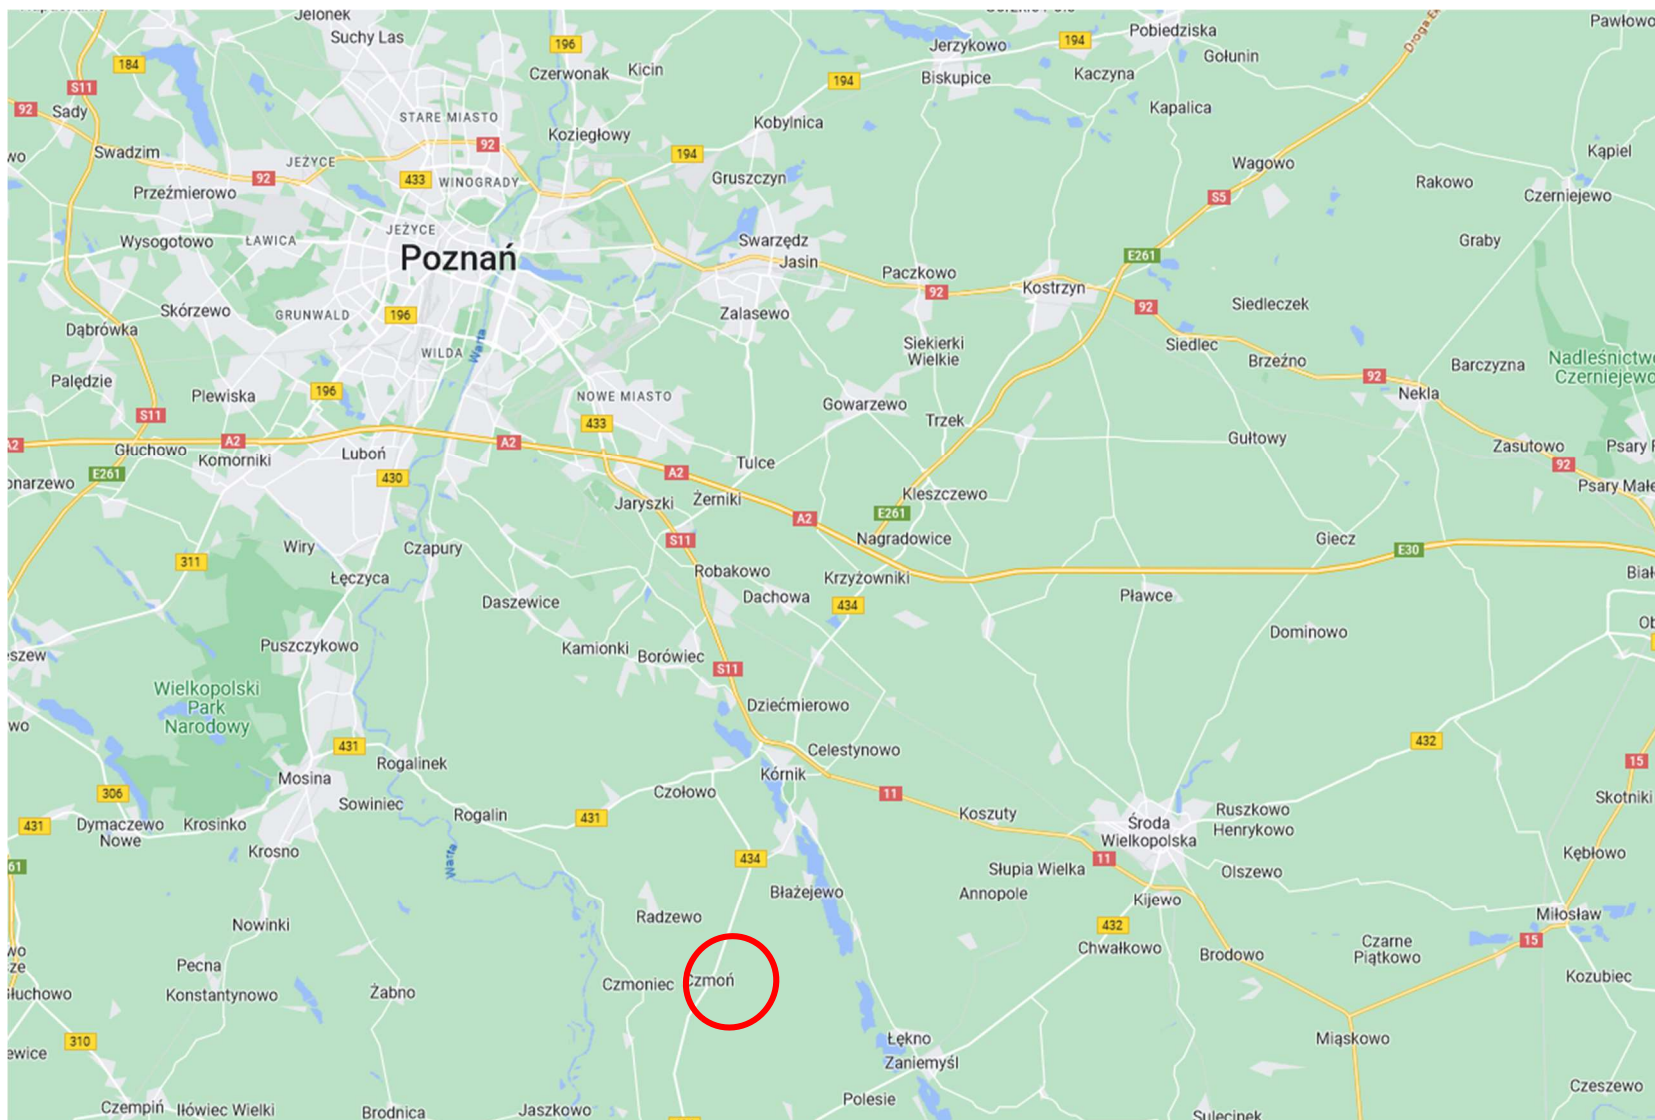 Jelonek
Suchy Las
196
Jerzykowo
194
Pobiedziska
Pawłowo
184
Czerwonak
Kicin
194
Biskupice
Kaczyna
Gołunin
S11
92
Sady
STARE MIASTO
Kapalica
Swadzim
JEŻYCE
92
Koziegłowy
Kobylnica
194
Wagowo
Kąpiel
92
433
WINOGRADY
Gruszczyn
S5
Rakowo
Czerniejewo
Przeźmierowo
Wysogotowo
ŁAWICA
JEŻYCE
Poznań
Swarzędz
Jasin
Paczkowo
92
Kostrzyn
E261
Graby
92
Siedleczek
Skórzewo
GRUNWALD
196
Zalasewo
Dąbrówka
WILDA
Warta
Siekierki
Wielkie
Siedlec
Brzeźno
Barczyzna
Nadleśnictwo
Czerniejewo
Palędzie
Plewiska
196
NOWE MIASTO
Gowarzewo
92
Nekla
S11
433
Trzek
A2
Głuchowo
A2
Komorniki
Luboń
A2
Gułtowy
Zasutowo
92
E261
430
A2
Tulce
Jaryszki
Żerniki
Kleszczewo
A2
E261
Nagradowice
Giecz
E30
311
Wiry
Czapury
S11
Łęczyca
Robakowo
Dachowa
Krzyżowniki
434
Pławce
Daszewice
Dominowo
Puszczykowo
Kamionki
Borówiec
S11
Wielkopolski
Park
Narodowy
Dziećmierowo
431
Rogalinek
Celestynowo
432
Mosina
Kórnik
15
306
Sowiniec
Czołowo
11
431
Dymaczewo
Nowe
Krosinko
Rogalin
431
Koszuty
Środa
Wielkopolska
Ruszkowo
Henrykowo
Skotniki
Krosno
Warta
434
11
Słupia Wielka
Olszewo
Kębłowo
Błażejewo
Annopole
Kijewo
Nowinki
Radzewo
432
Chwałkowo
Brodowo
Czarne
Piątkowo
15
Miłosław
Pecna
Konstantynowo
Żabno
Czmoniec
Czmoń
Kozubiec
310
Łękno
Zaniemyśl
Miąskowo
Czempiń
Iłówiec Wielki
Brodnica
Jaszkowo
Polesie
Czeszewo